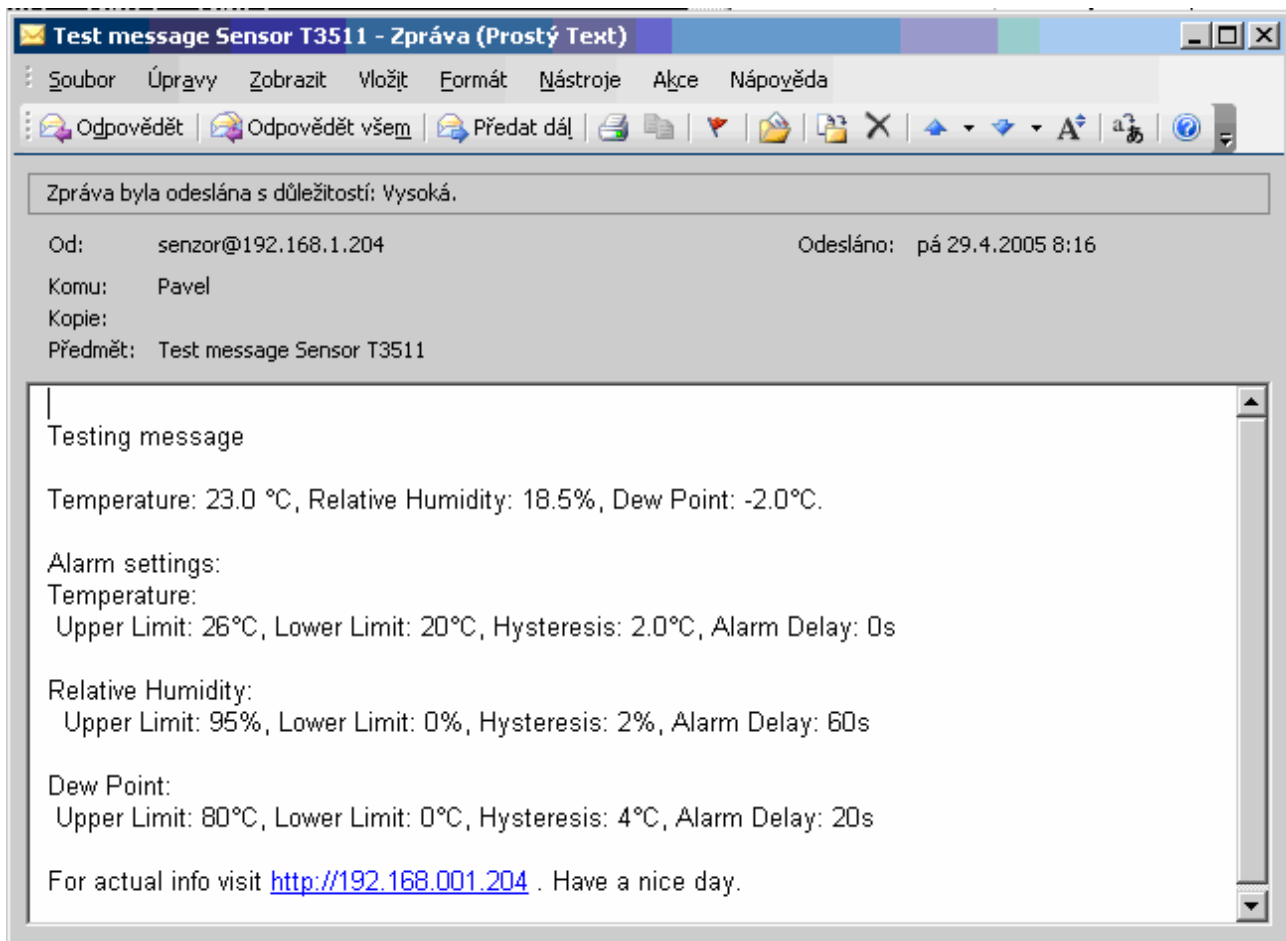 Test message Sensor T3511 - Zpráva (Prostý Text)
Soubor Úpravy Zobrazit Vložit Formát Nástroje Akce Nápověda
Odpovědět Odpovědět všem Předat dál
Zpráva byla odeslána s důležitostí: Vysoká.
Od: senzor@192.168.1.204 Odesláno: pá 29.4.2005 8:16
Komu: Pavel
Kopie:
Předmět: Test message Sensor T3511
Testing message
Temperature: 23.0 °C, Relative Humidity: 18.5%, Dew Point: -2.0°C.
Alarm settings:
Temperature:
Upper Limit: 26°C, Lower Limit: 20°C, Hysteresis: 2.0°C, Alarm Delay: 0s
Relative Humidity:
Upper Limit: 95%, Lower Limit: 0%, Hysteresis: 2%, Alarm Delay: 60s
Dew Point:
Upper Limit: 80°C, Lower Limit: 0°C, Hysteresis: 4°C, Alarm Delay: 20s
For actual info visit http://192.168.001.204 . Have a nice day.